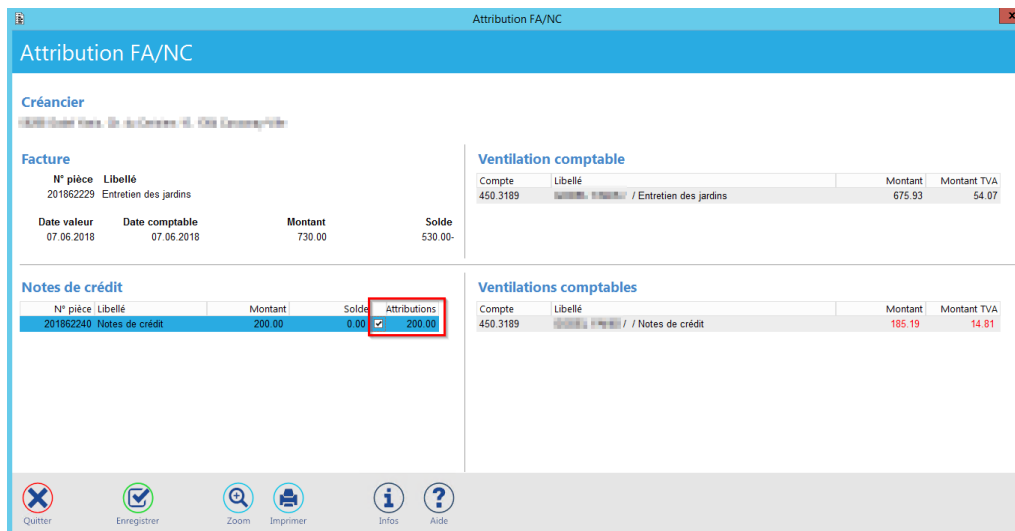 Attribution FA/NC
Attribution FA/NC
Créancier
Facture
N° pièce Libellé
201862229 Entretien des jardins
Date valeur Date comptable Montant Solde
07.06.2018 07.06.2018 730.00 530.00-
Ventilation comptable
Compte Libellé Montant Montant TVA
450.3189 / Entretien des jardins 675.93 54.07
Notes de crédit
N° pièce Libellé Montant Solde Attributions
201862240 Notes de crédit 200.00 0.00 200.00
Ventilations comptables
Compte Libellé Montant Montant TVA
450.3189 / / Notes de crédit 185.19 14.81
Quitter Enregistrer Zoom Imprimer Infos Aide